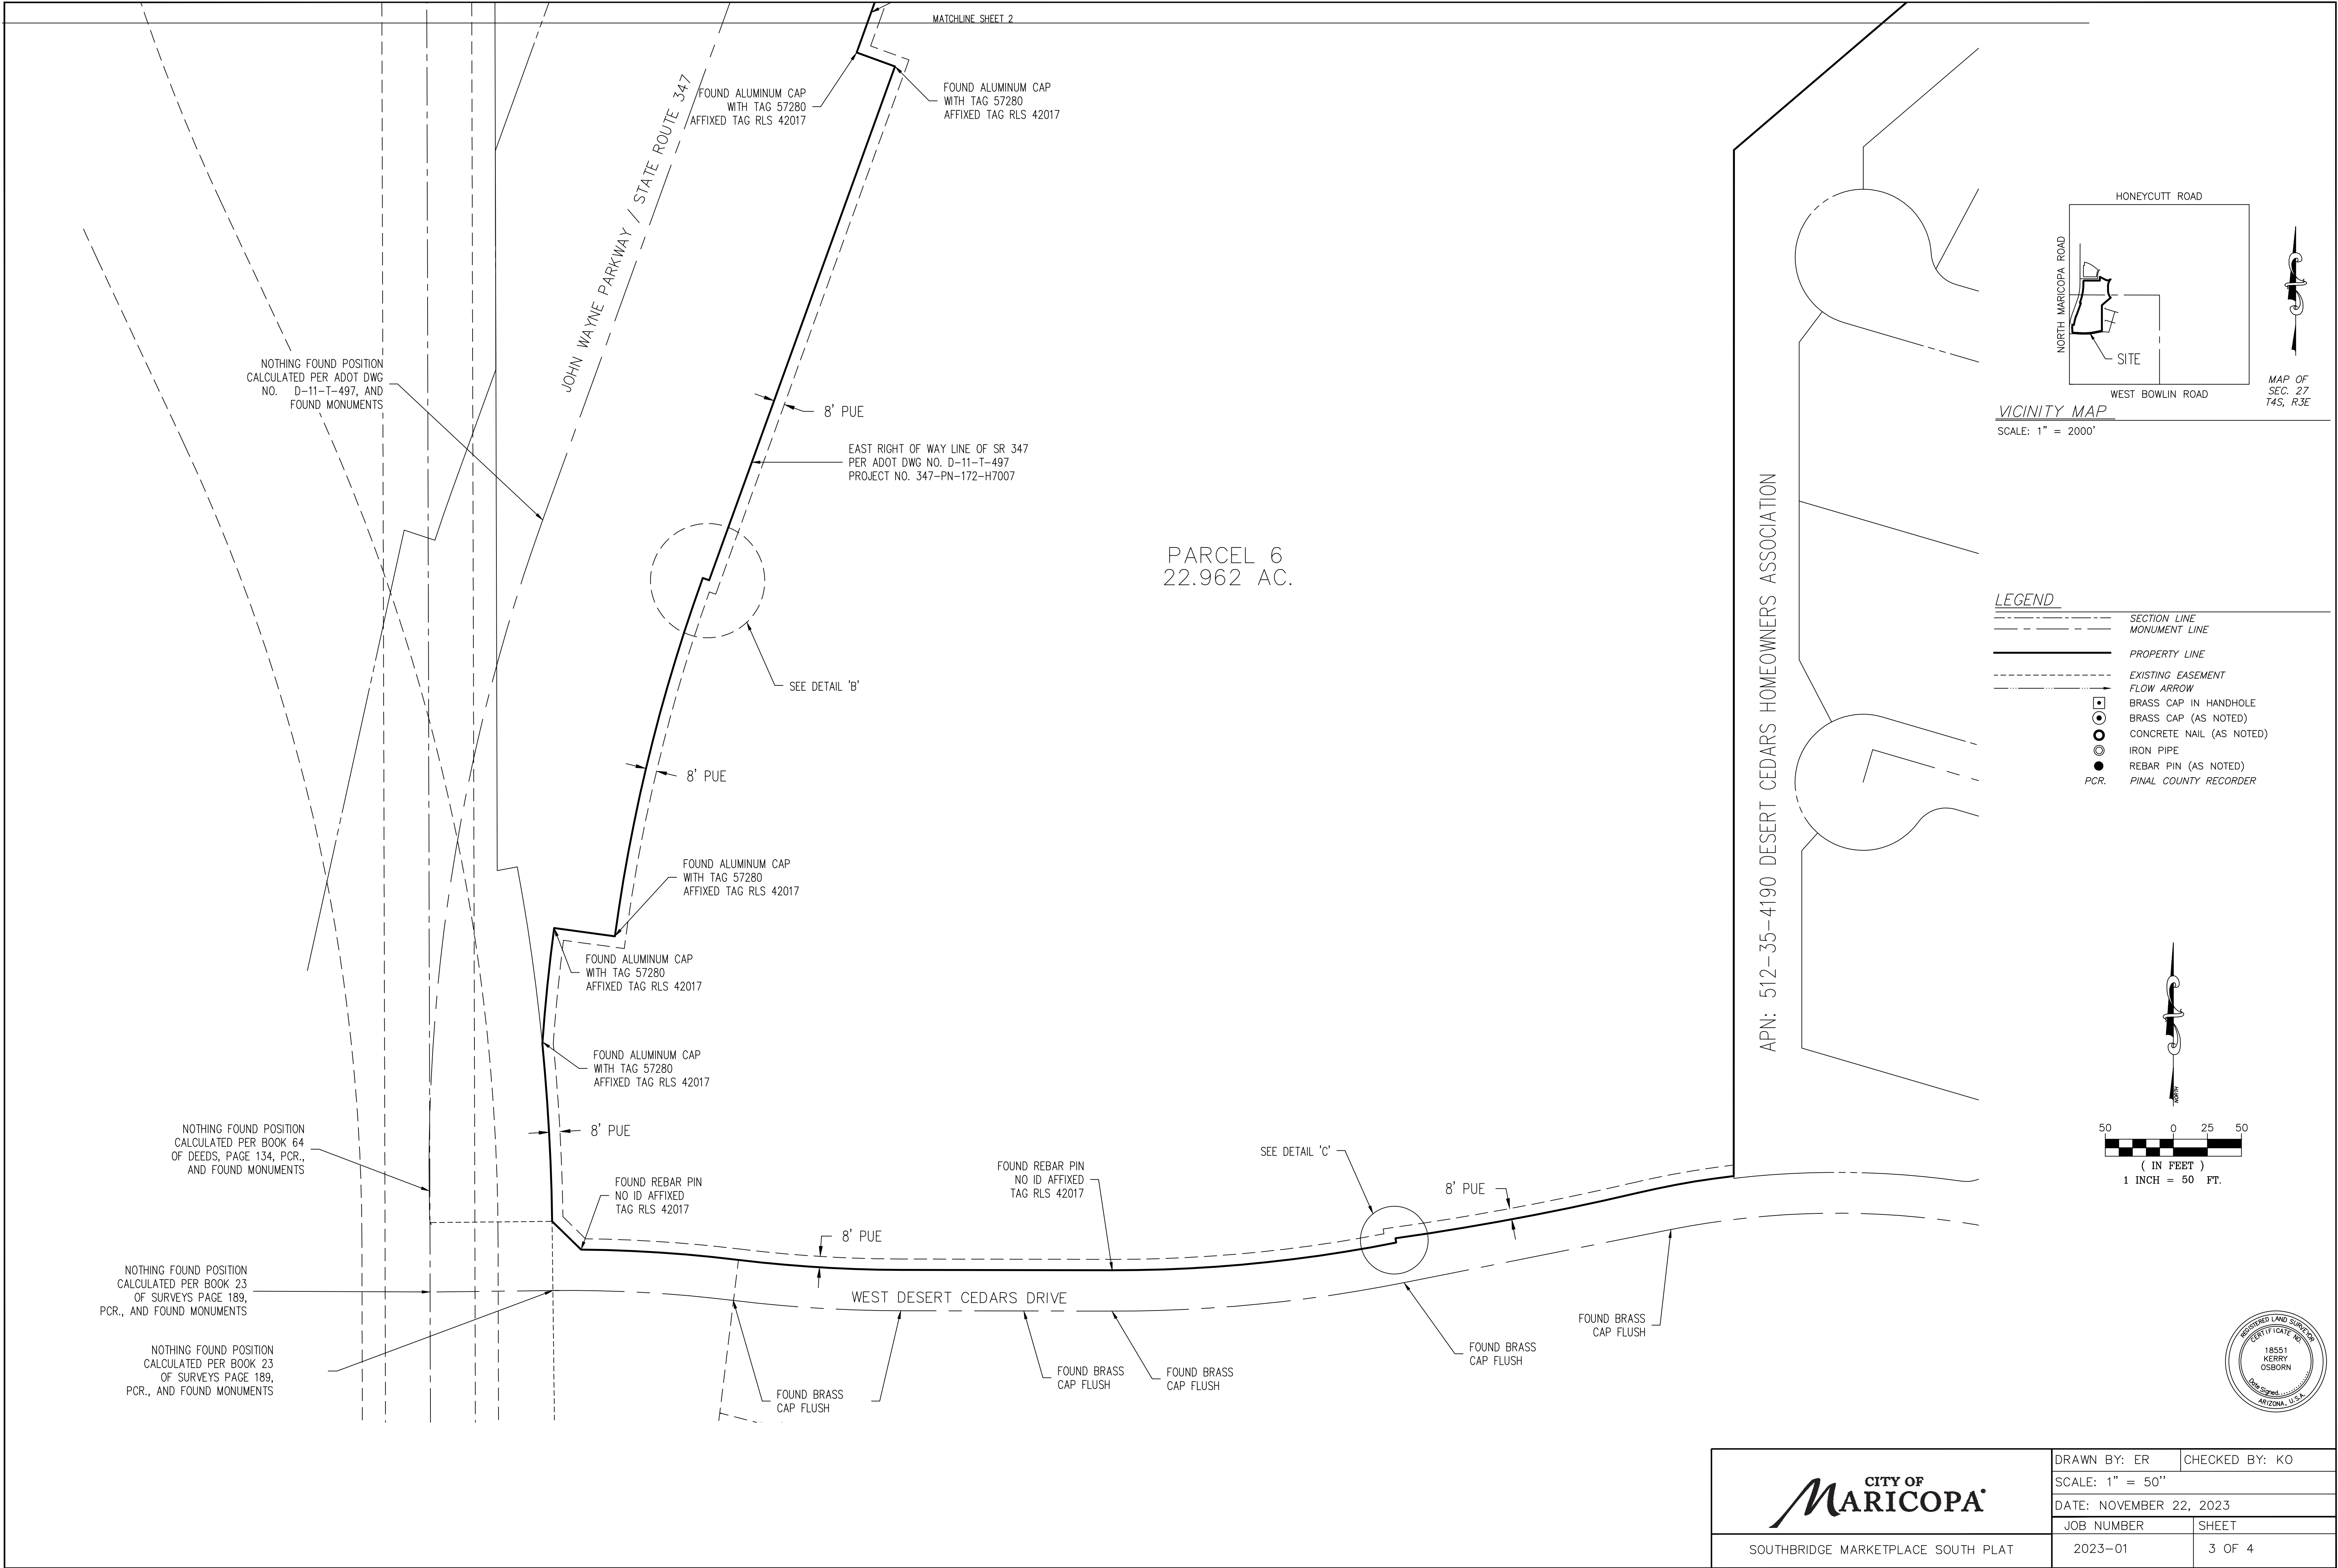 MATCHLINE SHEET 2
FOUND ALUMINUM CAP
WITH TAG 57280
AFFIXED TAG RLS 42017
FOUND ALUMINUM CAP
WITH TAG 57280
AFFIXED TAG RLS 42017
JOHN WAYNE PARKWAY / STATE ROUTE 347
NOTHING FOUND POSITION
CALCULATED PER ADOT DWG
NO. D-11-T-497, AND
FOUND MONUMENTS
8' PUE
EAST RIGHT OF WAY LINE OF SR 347
PER ADOT DWG NO. D-11-T-497
PROJECT NO. 347-PN-172-H7007
PARCEL 6
22.962 AC.
SEE DETAIL 'B'
8' PUE
FOUND ALUMINUM CAP
WITH TAG 57280
AFFIXED TAG RLS 42017
FOUND ALUMINUM CAP
WITH TAG 57280
AFFIXED TAG RLS 42017
FOUND ALUMINUM CAP
WITH TAG 57280
AFFIXED TAG RLS 42017
8' PUE
NOTHING FOUND POSITION
CALCULATED PER BOOK 64
OF DEEDS, PAGE 134, PCR.,
AND FOUND MONUMENTS
FOUND REBAR PIN
NO ID AFFIXED
TAG RLS 42017
8' PUE
FOUND REBAR PIN
NO ID AFFIXED
TAG RLS 42017
SEE DETAIL 'C'
8' PUE
NOTHING FOUND POSITION
CALCULATED PER BOOK 23
OF SURVEYS PAGE 189,
PCR., AND FOUND MONUMENTS
NOTHING FOUND POSITION
CALCULATED PER BOOK 23
OF SURVEYS PAGE 189,
PCR., AND FOUND MONUMENTS
WEST DESERT CEDARS DRIVE
FOUND BRASS
CAP FLUSH
FOUND BRASS
CAP FLUSH
FOUND BRASS
CAP FLUSH
FOUND BRASS
CAP FLUSH
FOUND BRASS
CAP FLUSH
APN: 512-35-4190 DESERT CEDARS HOMEOWNERS ASSOCIATION
HONEYCUTT ROAD
NORTH MARICOPA ROAD
SITE
WEST BOWLIN ROAD
MAP OF
SEC. 27
T4S, R3E
VICINITY MAP
SCALE: 1" = 2000'
LEGEND
SECTION LINE
MONUMENT LINE
PROPERTY LINE
EXISTING EASEMENT
FLOW ARROW
BRASS CAP IN HANDHOLE
BRASS CAP (AS NOTED)
CONCRETE NAIL (AS NOTED)
IRON PIPE
REBAR PIN (AS NOTED)
PCR. PINAL COUNTY RECORDER
NORTH
50 0 25 50
( IN FEET )
1 INCH = 50 FT.
REGISTERED LAND SURVEYOR
CERTIFICATE NO.
18551
KERRY
OSBORN
Date Signed
ARIZONA, U.S.A.
CITY OF
MARICOPA
SOUTHBRIDGE MARKETPLACE SOUTH PLAT
DRAWN BY: ER CHECKED BY: KO
SCALE: 1" = 50''
DATE: NOVEMBER 22, 2023
JOB NUMBER SHEET
2023-01 3 OF 4